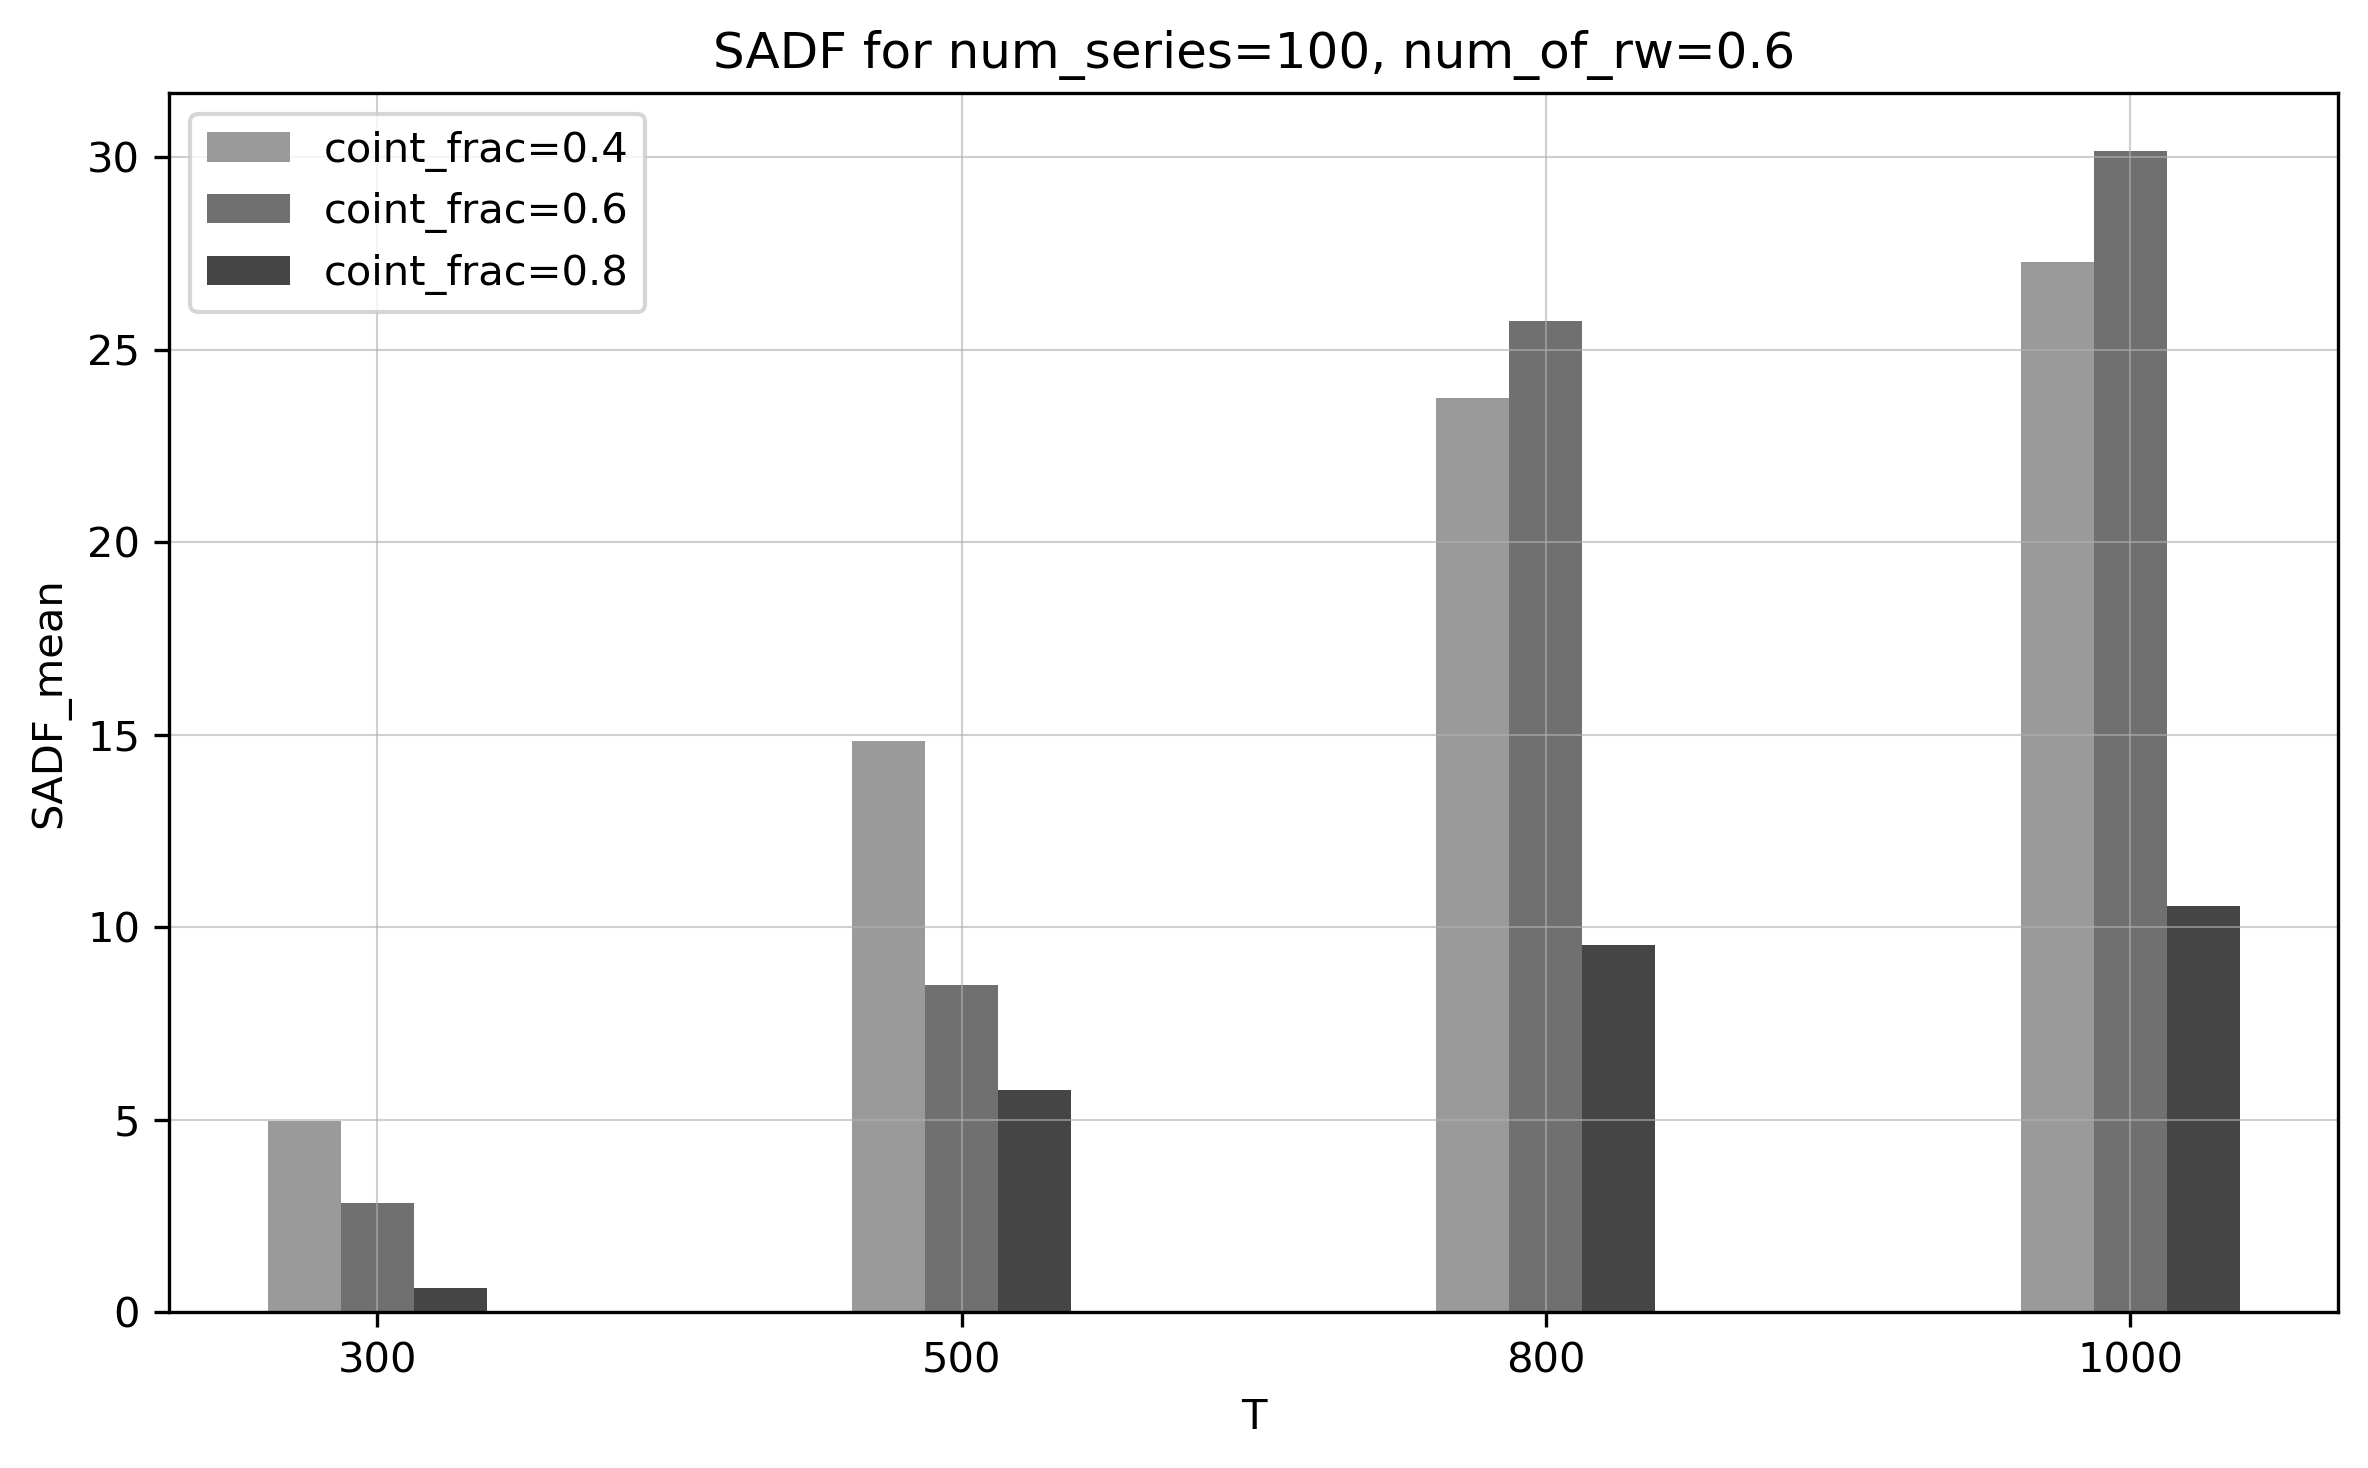 SADF for num_series=100, num_of_rw=0.6
coint_frac=0.4
coint_frac=0.6
coint_frac=0.8
SADF_mean
30
25
20
15
10
5
0
300 500 800 1000
T